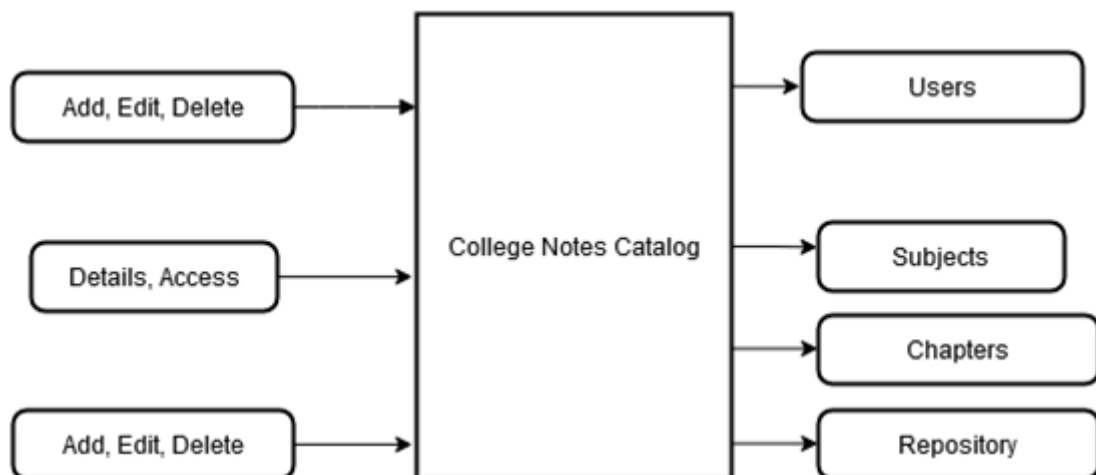 Add, Edit, Delete
Details, Access
Add, Edit, Delete
College Notes Catalog
Users
Subjects
Chapters
Repository